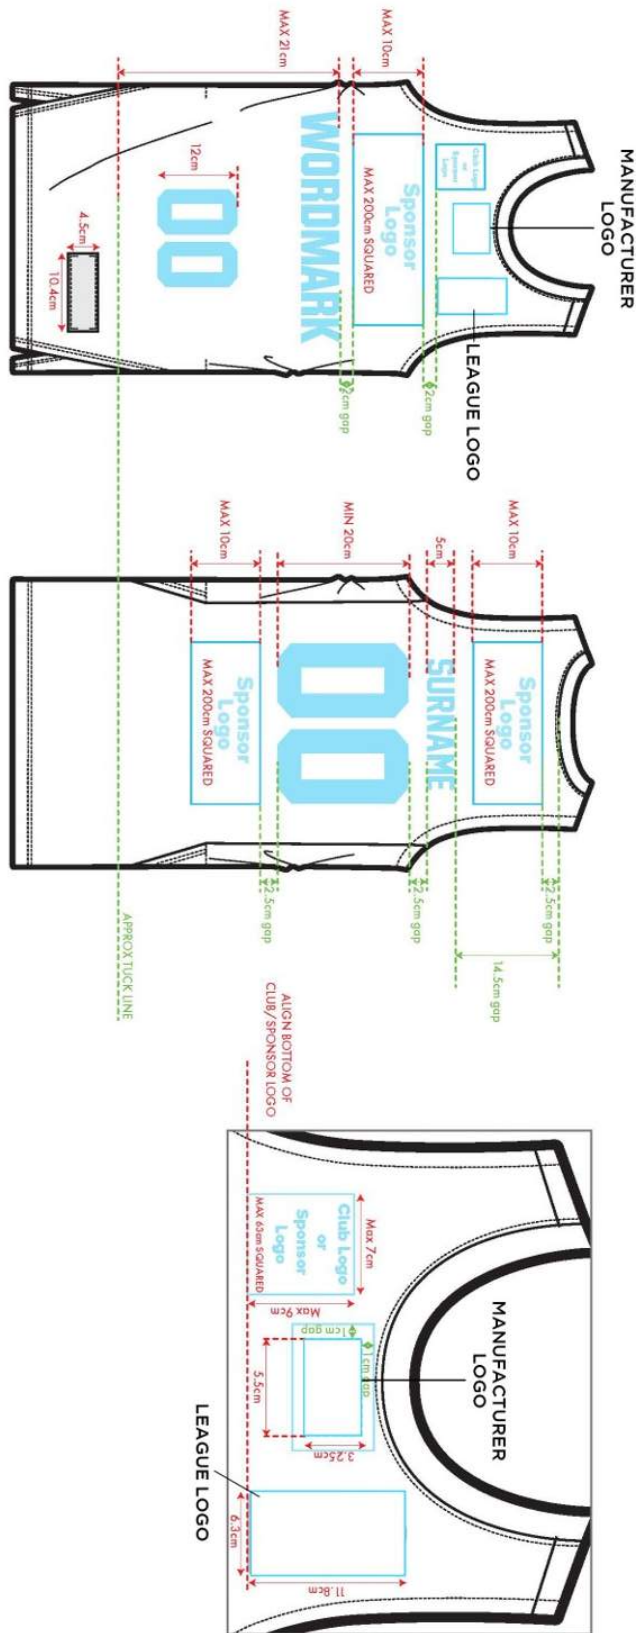 MAX 21cm
MAX 10cm
12cm
4.5cm
10.4cm
WORDMARK
00
Sponsor
Logo
MAX 200cm SQUARED
Club Logo
or
Sponsor
Logo
MANUFACTURER
LOGO
LEAGUE LOGO
2cm gap
2cm gap
MAX 10cm
MIN 20cm
5cm
MAX 10cm
Sponsor
Logo
MAX 200cm SQUARED
SURNAME
00
Sponsor
Logo
MAX 200cm SQUARED
2.5cm gap
2.5cm gap
2.5cm gap
14.5cm gap
APPROX TUCK LINE
ALIGN BOTTOM OF
CLUB/SPONSOR LOGO
Max 7cm
Club Logo
or
Sponsor
Logo
MAX 63cm SQUARED
Max 9cm
1cm gap
1cm gap
5.5cm
3.25cm
MANUFACTURER
LOGO
LEAGUE LOGO
6.3cm
11.8cm